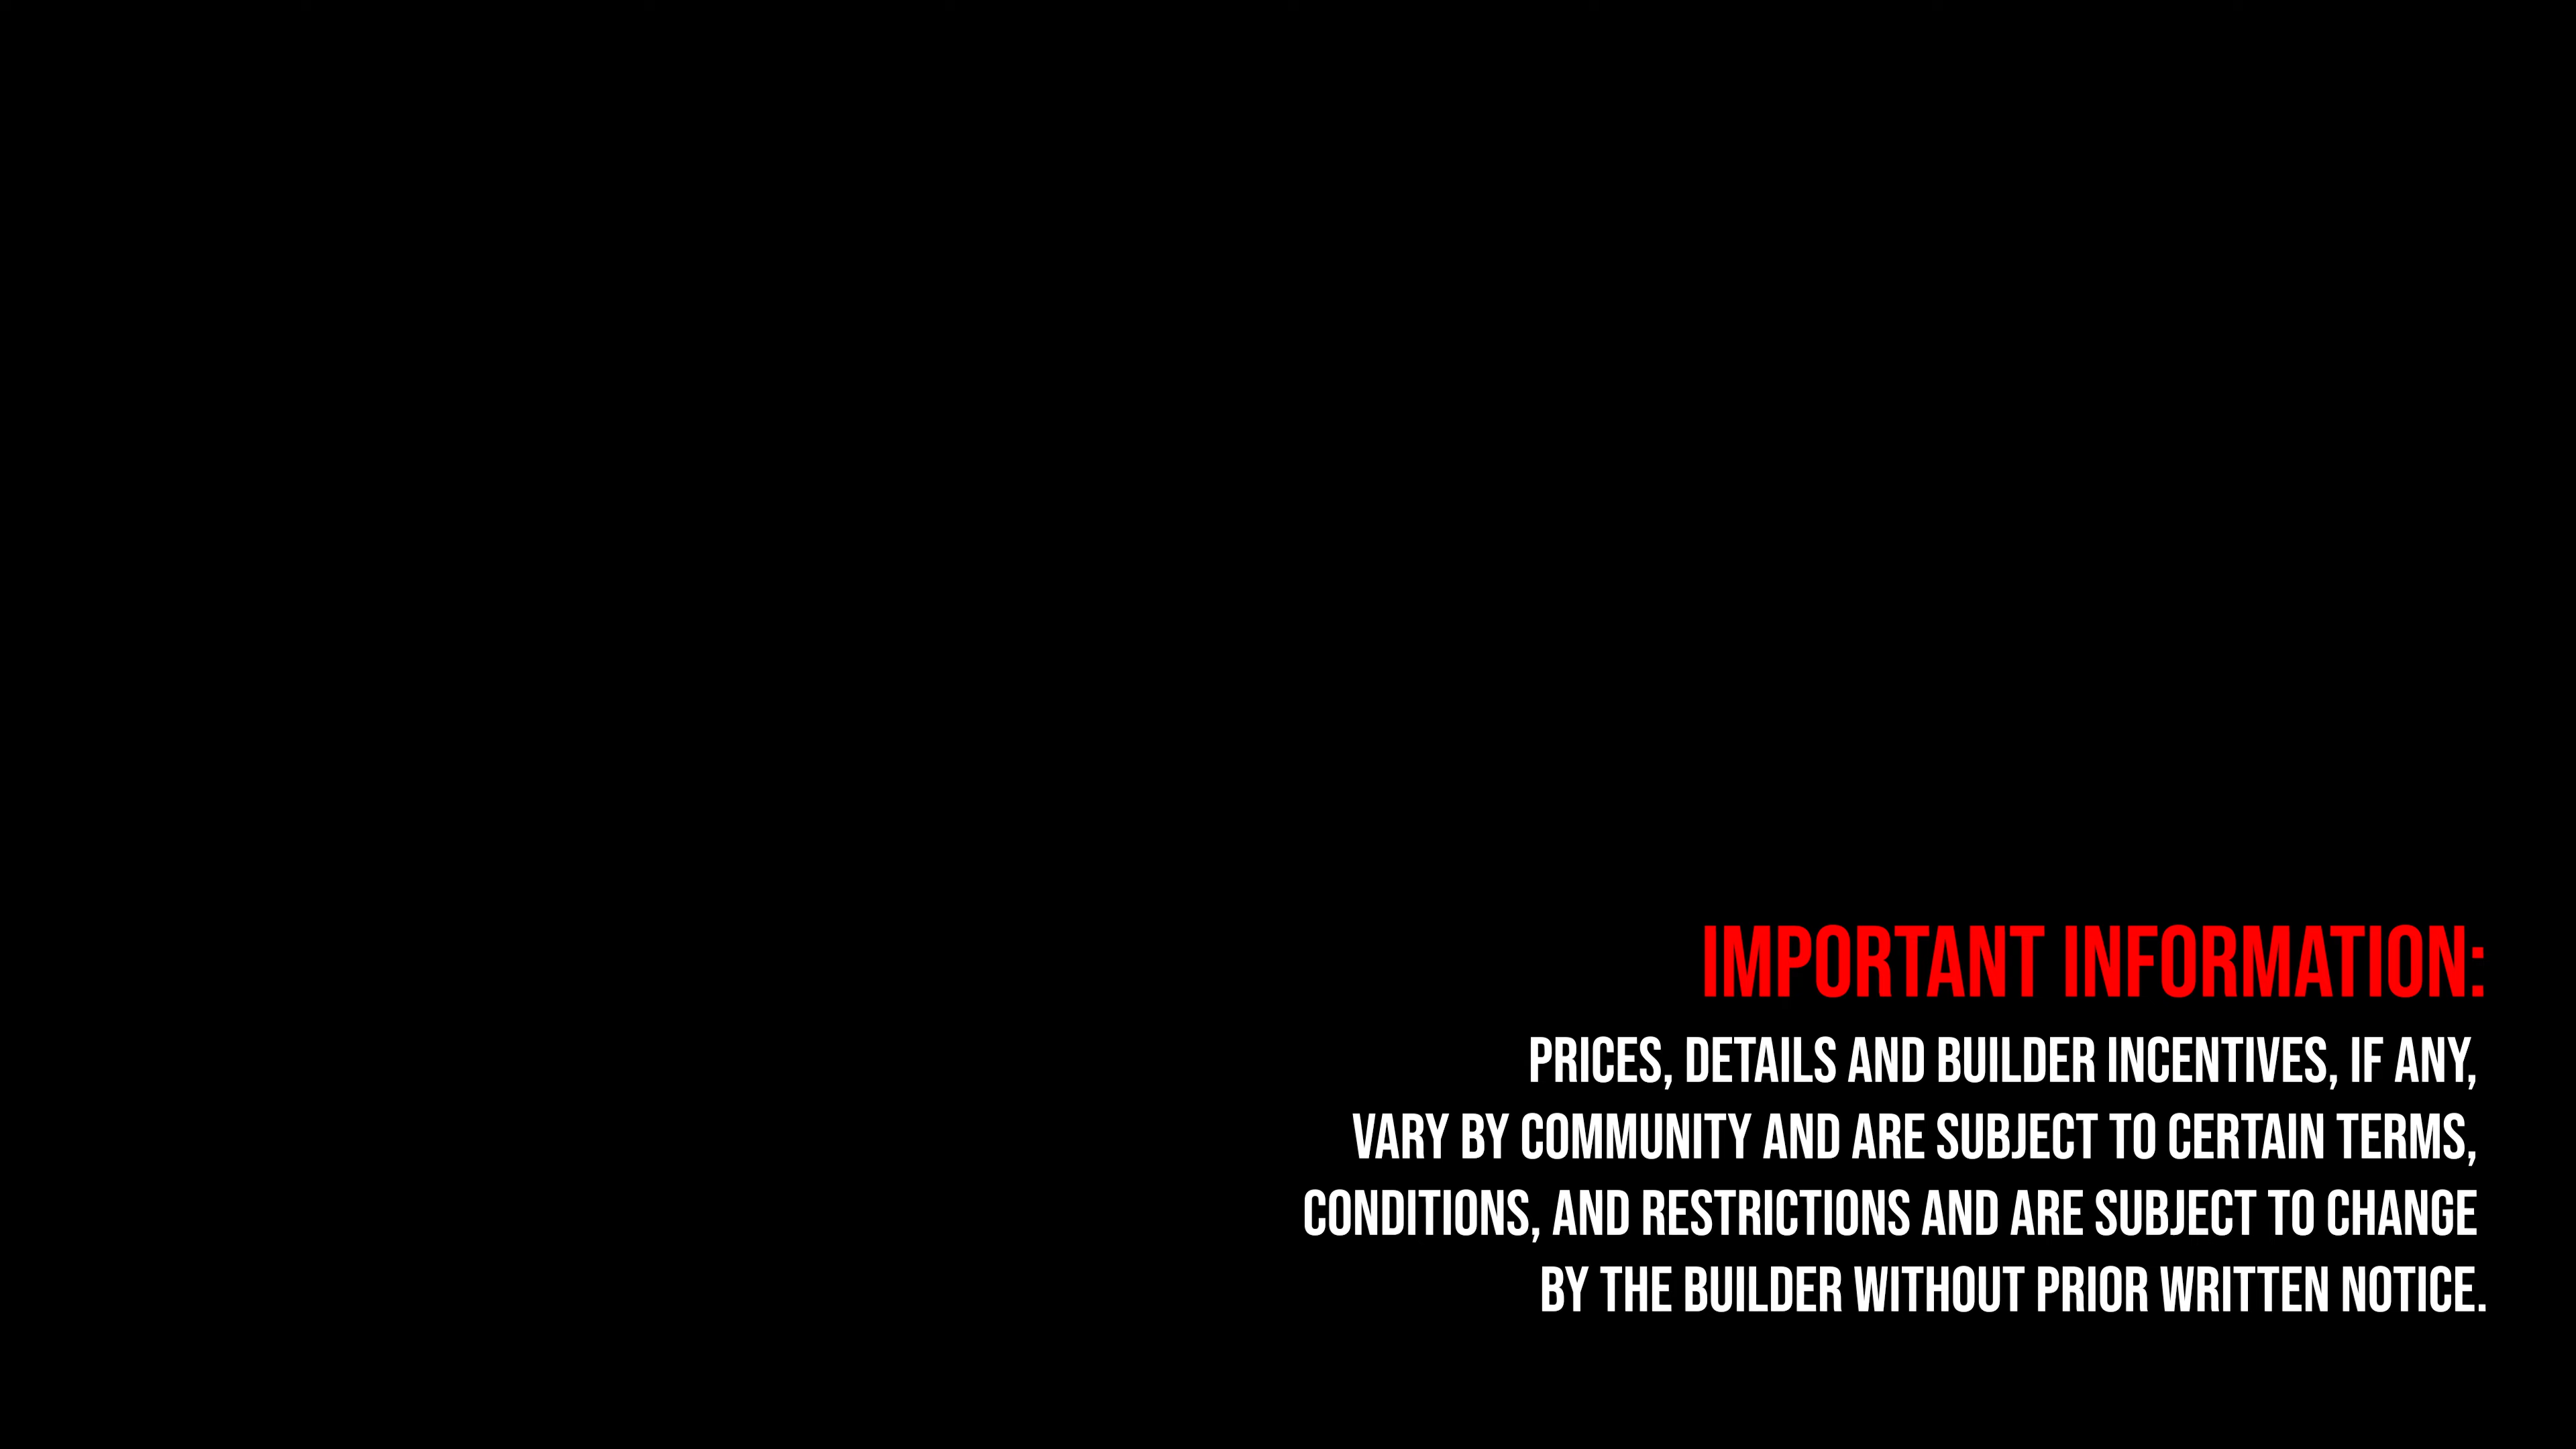 IMPORTANT INFORMATION:
PRICES, DETAILS AND BUILDER INCENTIVES, IF ANY,
VARY BY COMMUNITY AND ARE SUBJECT TO CERTAIN TERMS,
CONDITIONS, AND RESTRICTIONS AND ARE SUBJECT TO CHANGE
BY THE BUILDER WITHOUT PRIOR WRITTEN NOTICE.